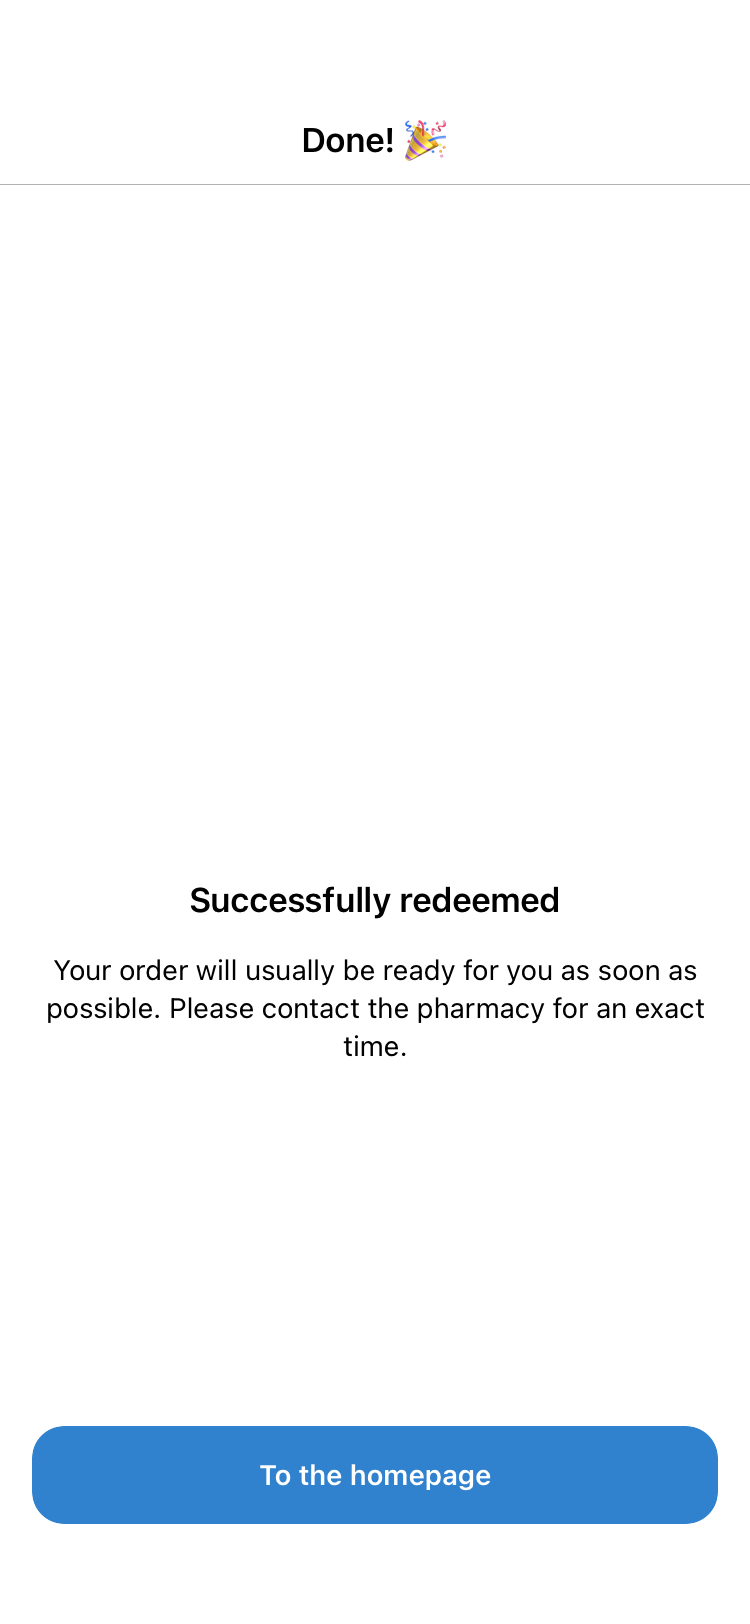 Done! 🎉
Successfully redeemed
Your order will usually be ready for you as soon as
possible. Please contact the pharmacy for an exact
time.
To the homepage